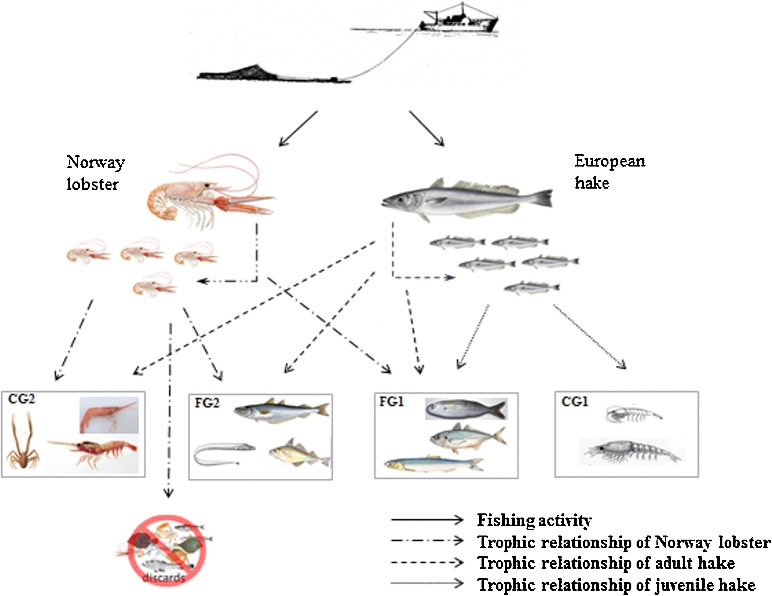 Norway
lobster
European
hake
CG2
FG2
FG1
CG1
discards
Fishing activity
Trophic relationship of Norway lobster
Trophic relationship of adult hake
Trophic relationship of juvenile hake